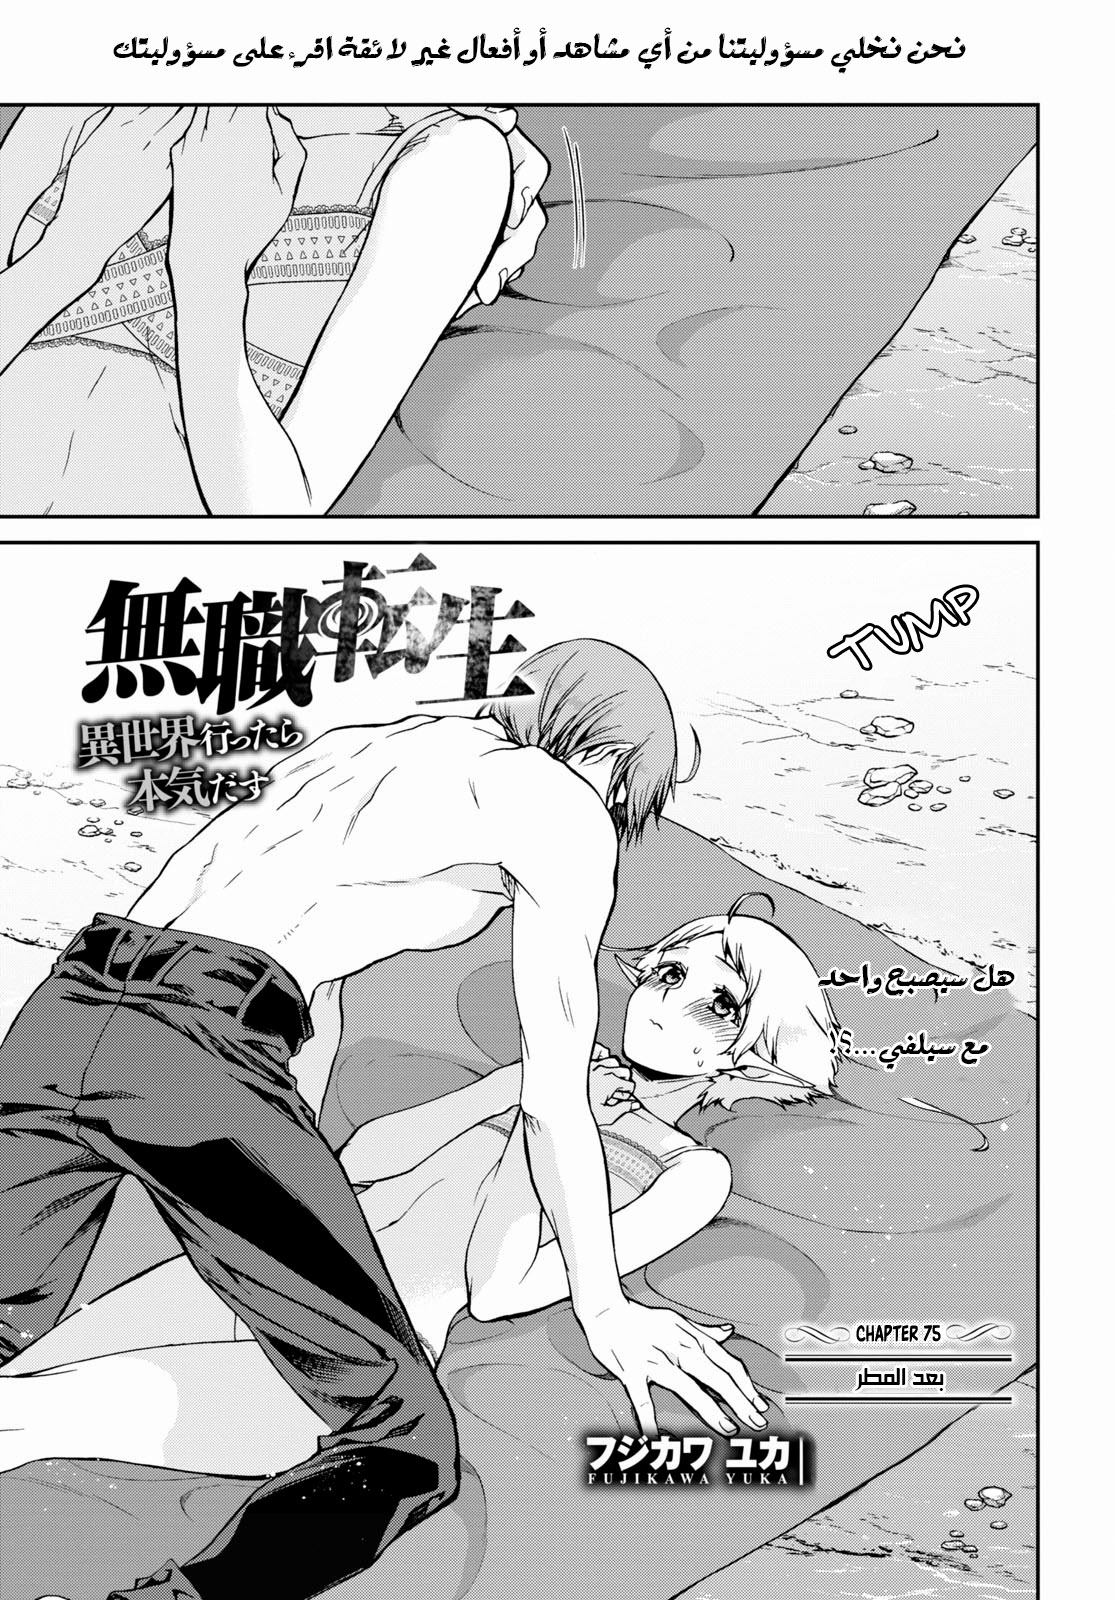 نحن نخلي مسؤوليتنا من أي مشاهد أو أفعال غير لائقة اقرء على مسؤوليتك
無職転生
異世界行ったら
本気だす
TUMP
هل سيصبح واحد
مع سيلفي...؟!
CHAPTER 75
بعد المطر
フジカワ ユカ
FUJIKAWA YUKA